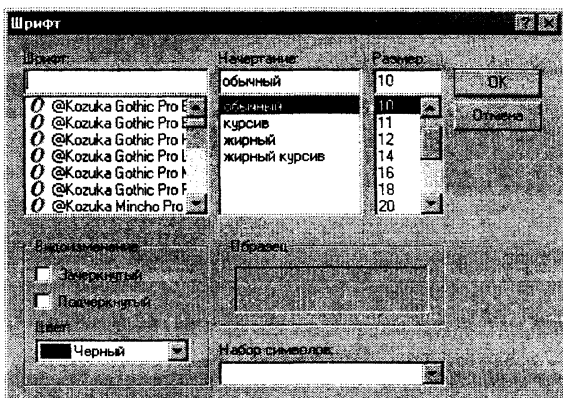 Шрифт
Шрифт:
Начертание:
Размер:
обычный
10
OK
Отмена
@Kozuka Gothic Pro E
@Kozuka Gothic Pro E
@Kozuka Gothic Pro H
@Kozuka Gothic Pro L
@Kozuka Gothic Pro M
@Kozuka Gothic Pro R
@Kozuka Mincho Pro
обычный
курсив
жирный
жирный курсив
10
11
12
14
16
18
20
Видоизменение
Зачеркнутый
Подчеркнутый
Цвет:
Черный
Образец
Набор символов: